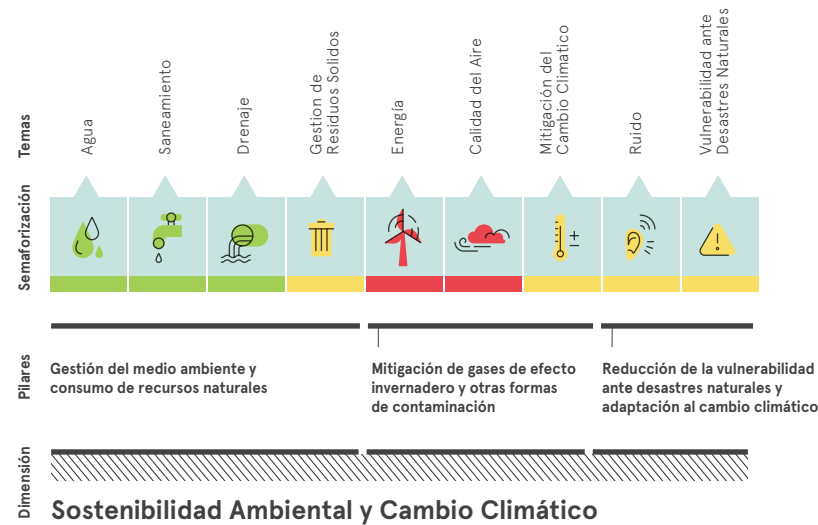 Temas
Agua
Saneamiento
Drenaje
Gestion de
Residuos Solidos
Energía
Calidad del Aire
Mitigación del
Cambio Climatico
Ruido
Vulnerabilidad ante
Desastres Naturales
Semaforización
Pilares
Gestión del medio ambiente y
consumo de recursos naturales
Mitigación de gases de efecto
invernadero y otras formas
de contaminación
Reducción de la vulnerabilidad
ante desastres naturales y
adaptación al cambio climático
Dimensión
Sostenibilidad Ambiental y Cambio Climático